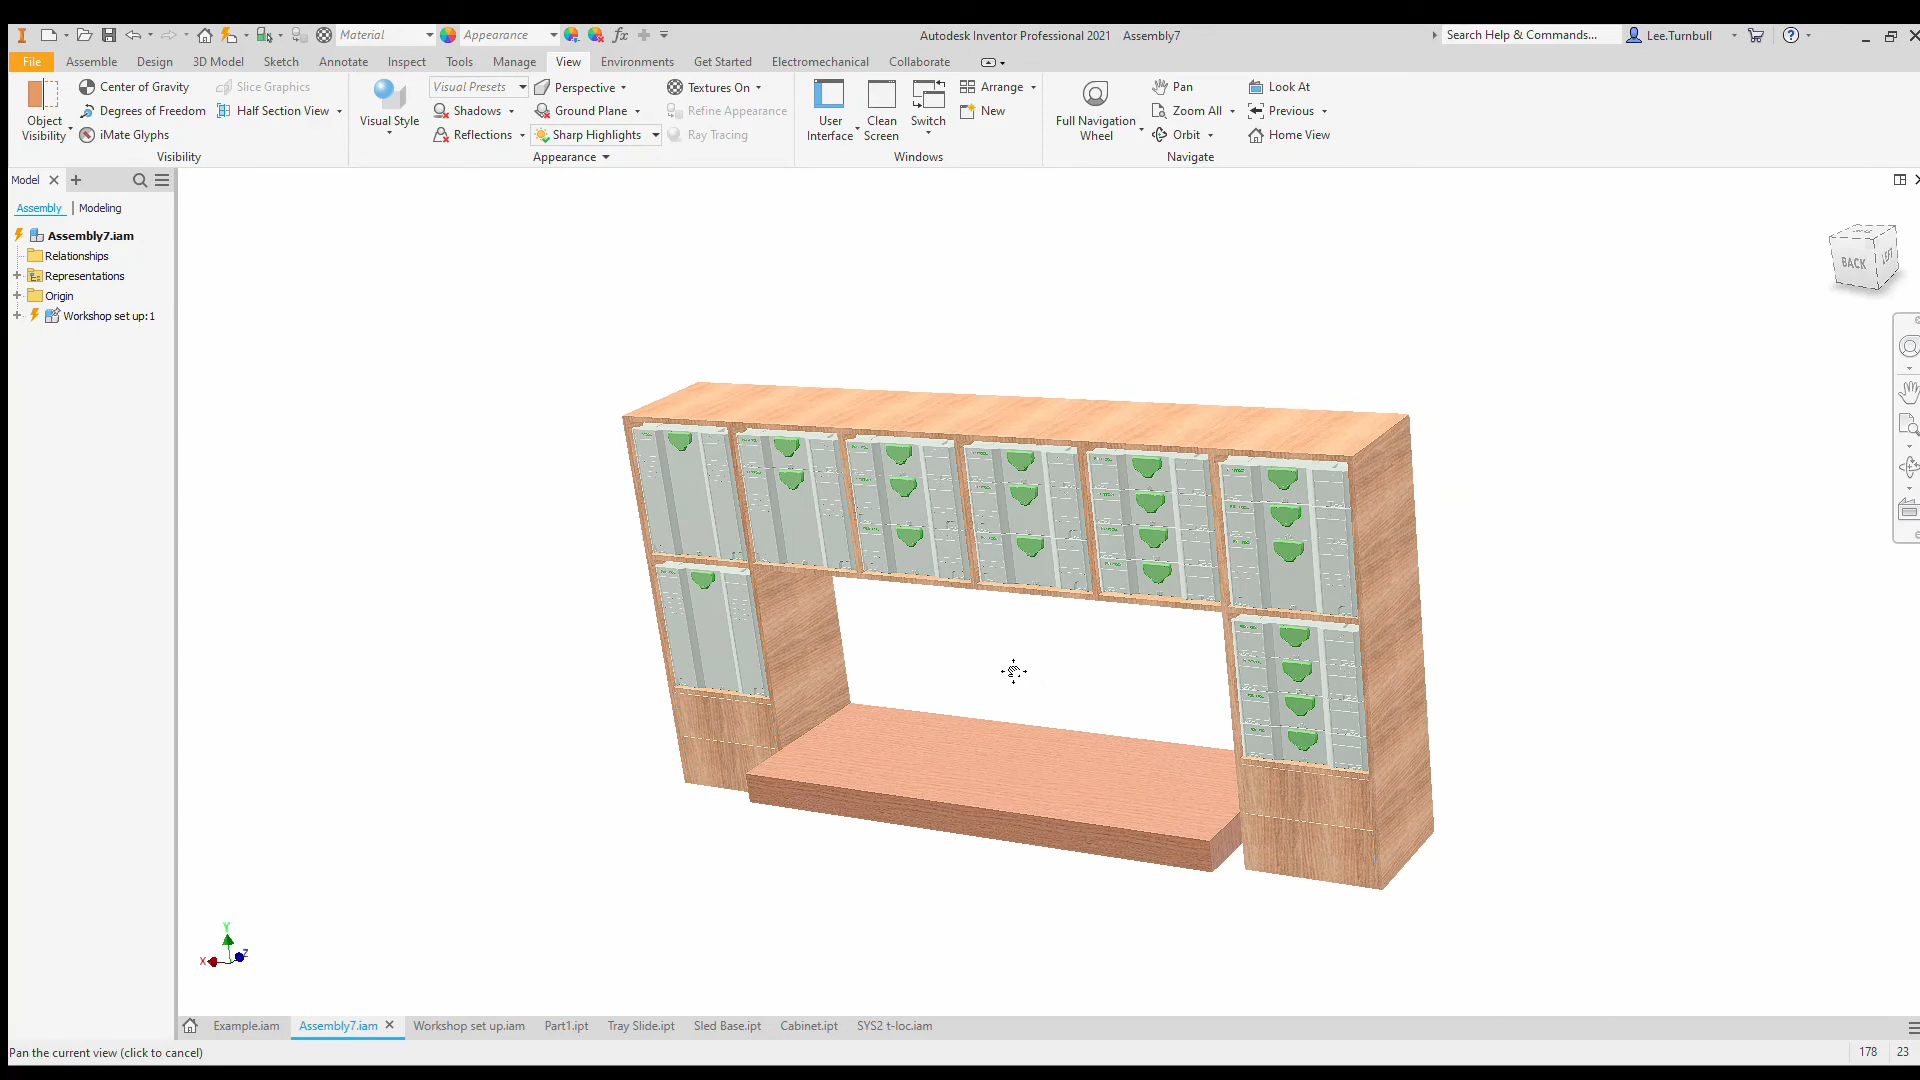 Material
Appearance
Autodesk Inventor Professional 2021 Assembly7
Search Help & Commands...
Lee.Turnbull
File Assemble Design 3D Model Sketch Annotate Inspect Tools Manage View Environments Get Started Electromechanical Collaborate
Object Visibility
Center of Gravity
Degrees of Freedom
iMate Glyphs
Slice Graphics
Half Section View
Visibility
Visual Style
Visual Presets
Shadows
Reflections
Perspective
Ground Plane
Sharp Highlights
Textures On
Refine Appearance
Ray Tracing
Appearance
User Interface
Clean Screen
Switch
Arrange
New
Windows
Full Navigation Wheel
Pan
Zoom All
Orbit
Look At
Previous
Home View
Navigate
Model
Assembly | Modeling
Assembly7.iam
Relationships
Representations
Origin
Workshop set up:1
BACK
LEFT
Y
X
Z
Example.iam Assembly7.iam Workshop set up.iam Part1.ipt Tray Slide.ipt Sled Base.ipt Cabinet.ipt SYS2 t-loc.iam
Pan the current view (click to cancel)
178 23